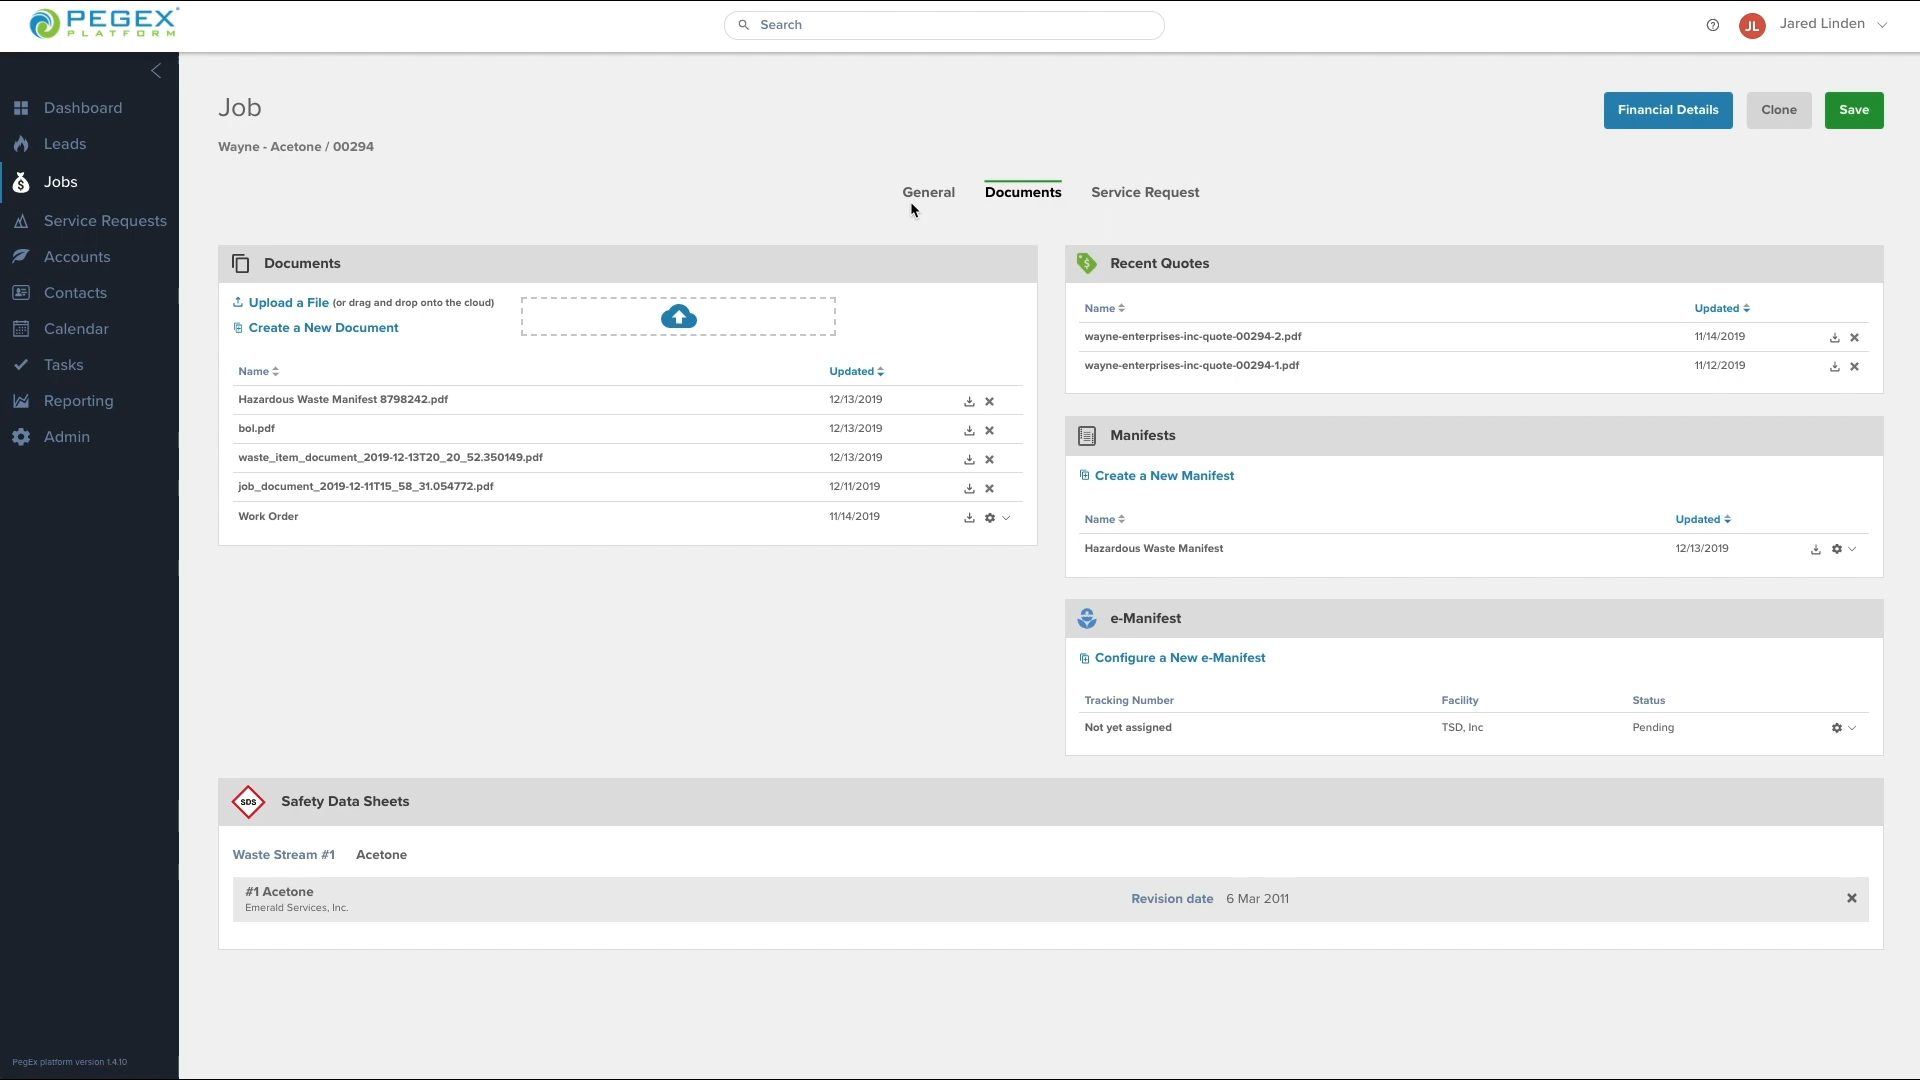 PEGEX
PLATFORM
Search
JL
Jared Linden
Dashboard
Leads
Jobs
Service Requests
Accounts
Contacts
Calendar
Tasks
Reporting
Admin
PegEx platform version 1.4.10
Job
Financial Details
Clone
Save
Wayne - Acetone / 00294
General
Documents
Service Request
Documents
Upload a File (or drag and drop onto the cloud)
Create a New Document
Name Updated
Hazardous Waste Manifest 8798242.pdf 12/13/2019
bol.pdf 12/13/2019
waste_item_document_2019-12-13T20_20_52.350149.pdf 12/13/2019
job_document_2019-12-11T15_58_31.054772.pdf 12/11/2019
Work Order 11/14/2019
Recent Quotes
Name Updated
wayne-enterprises-inc-quote-00294-2.pdf 11/14/2019
wayne-enterprises-inc-quote-00294-1.pdf 11/12/2019
Manifests
Create a New Manifest
Name Updated
Hazardous Waste Manifest 12/13/2019
e-Manifest
Configure a New e-Manifest
Tracking Number Facility Status
Not yet assigned TSD, Inc Pending
SDS Safety Data Sheets
Waste Stream #1 Acetone
#1 Acetone
Emerald Services, Inc.
Revision date 6 Mar 2011